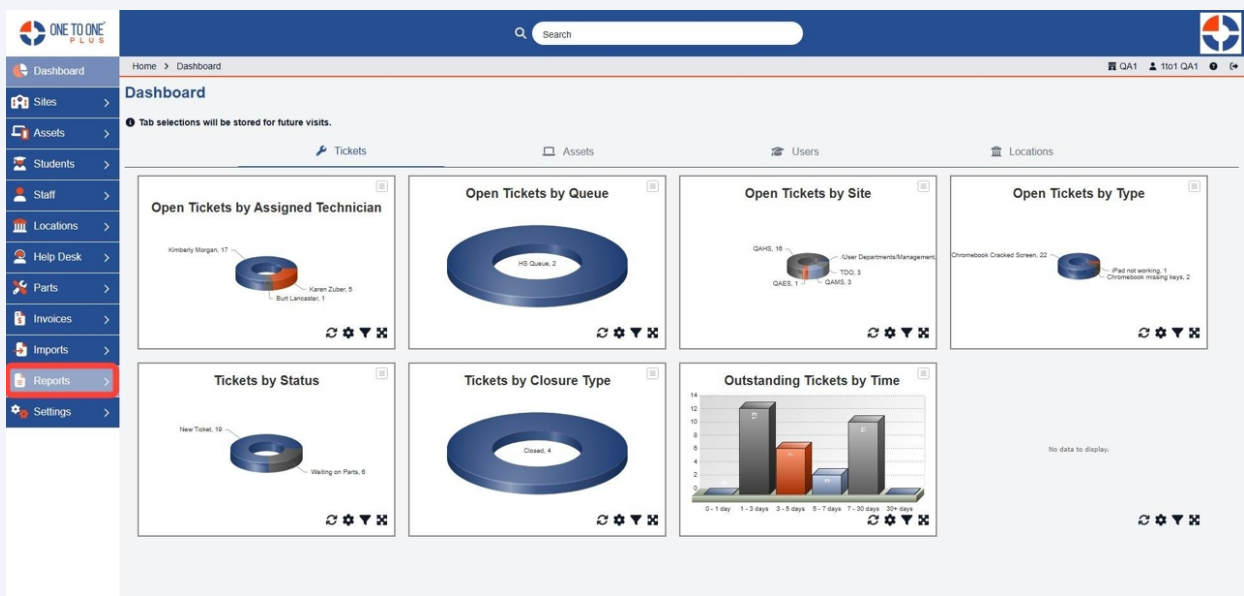 ONE TO ONE
PLUS
Search
Dashboard
Sites
Assets
Students
Staff
Locations
Help Desk
Parts
Invoices
Imports
Reports
Settings
Home > Dashboard
QA1 1to1 QA1
Dashboard
Tab selections will be stored for future visits.
Tickets
Assets
Users
Locations
Open Tickets by Assigned Technician
Kimberly Morgan, 17
Karen Zuber, 5
Burt Lancaster, 1
Open Tickets by Queue
HS Queue, 2
Open Tickets by Site
QAHS, 16
/User Departments/Management,
TDO, 3
QAES, 1
QAMS, 3
Open Tickets by Type
Chromebook Cracked Screen, 22
iPad not working, 1
Chromebook missing keys, 2
Tickets by Status
New Ticket, 19
Waiting on Parts, 6
Tickets by Closure Type
Closed, 4
Outstanding Tickets by Time
14
12
10
8
6
4
2
0
0 - 1 day
1 - 3 days
3 - 5 days
5 - 7 days
7 - 30 days
30+ days
No data to display.